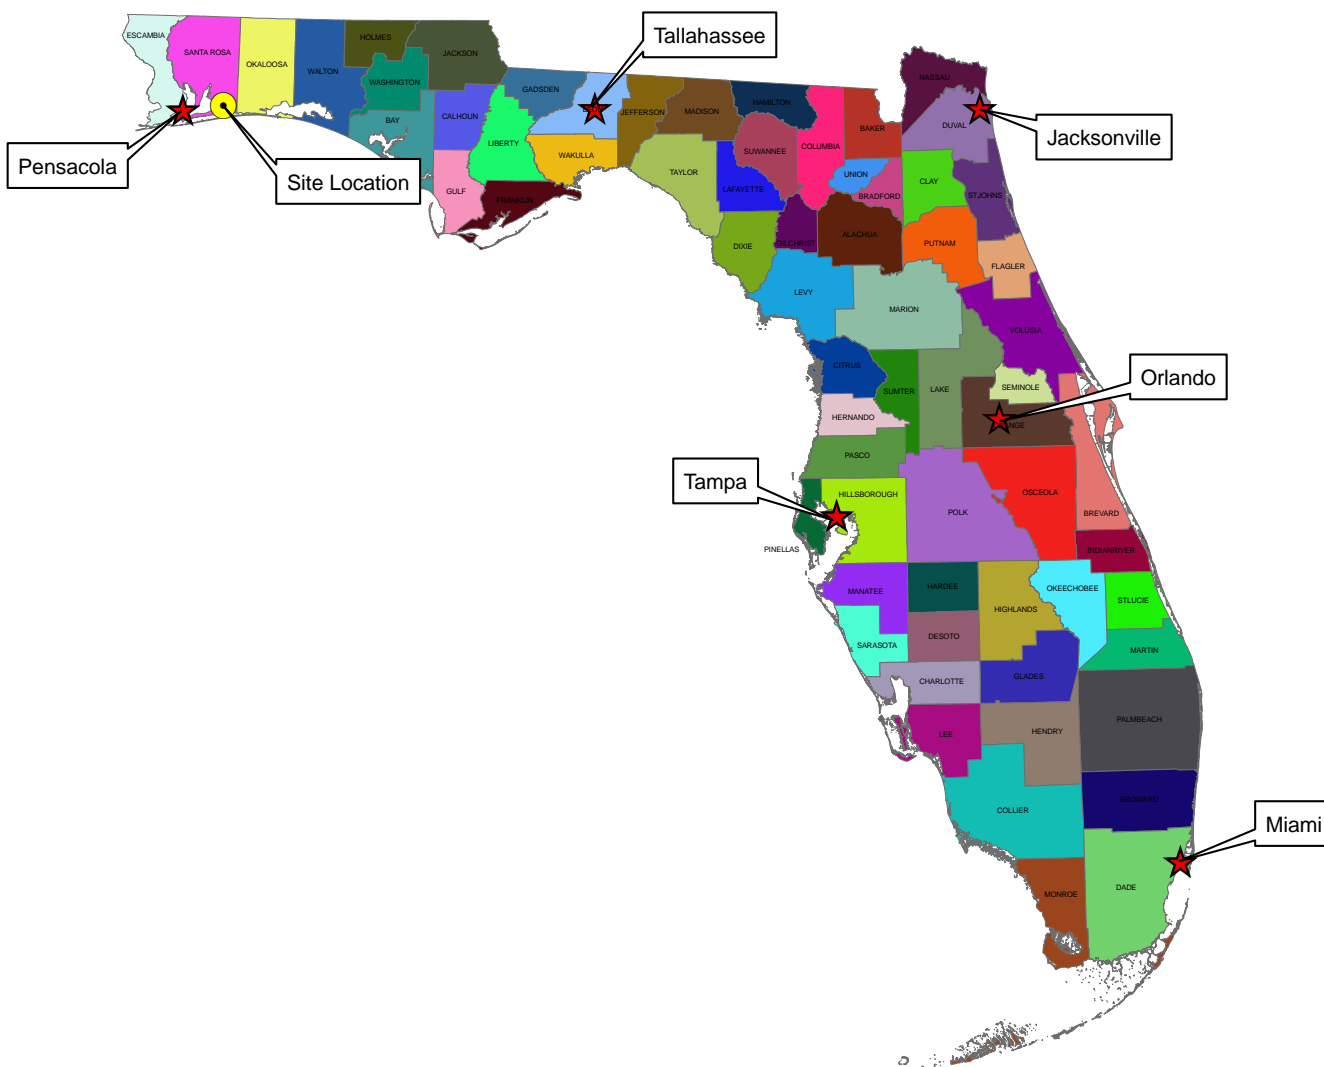 Tallahassee
ESCAMBIA
SANTA ROSA
OKALOOSA
WALTON
HOLMES
JACKSON
WASHINGTON
BAY
CALHOUN
GADSDEN
LIBERTY
GULF
FRANKLIN
WAKULLA
JEFFERSON
MADISON
HAMILTON
TAYLOR
SUWANNEE
LAFAYETTE
COLUMBIA
BAKER
NASSAU
DUVAL
Jacksonville
Pensacola
Site Location
UNION
BRADFORD
CLAY
STJOHNS
DIXIE
GILCHRIST
ALACHUA
PUTNAM
FLAGLER
LEVY
MARION
VOLUSIA
CITRUS
SUMTER
LAKE
SEMINOLE
Orlando
HERNANDO
PASCO
Tampa
HILLSBOROUGH
POLK
OSCEOLA
BREVARD
PINELLAS
INDIANRIVER
MANATEE
HARDEE
HIGHLANDS
OKEECHOBEE
STLUCIE
SARASOTA
DESOTO
MARTIN
CHARLOTTE
GLADES
LEE
HENDRY
PALMBEACH
COLLIER
BROWARD
Miami
MONROE
DADE